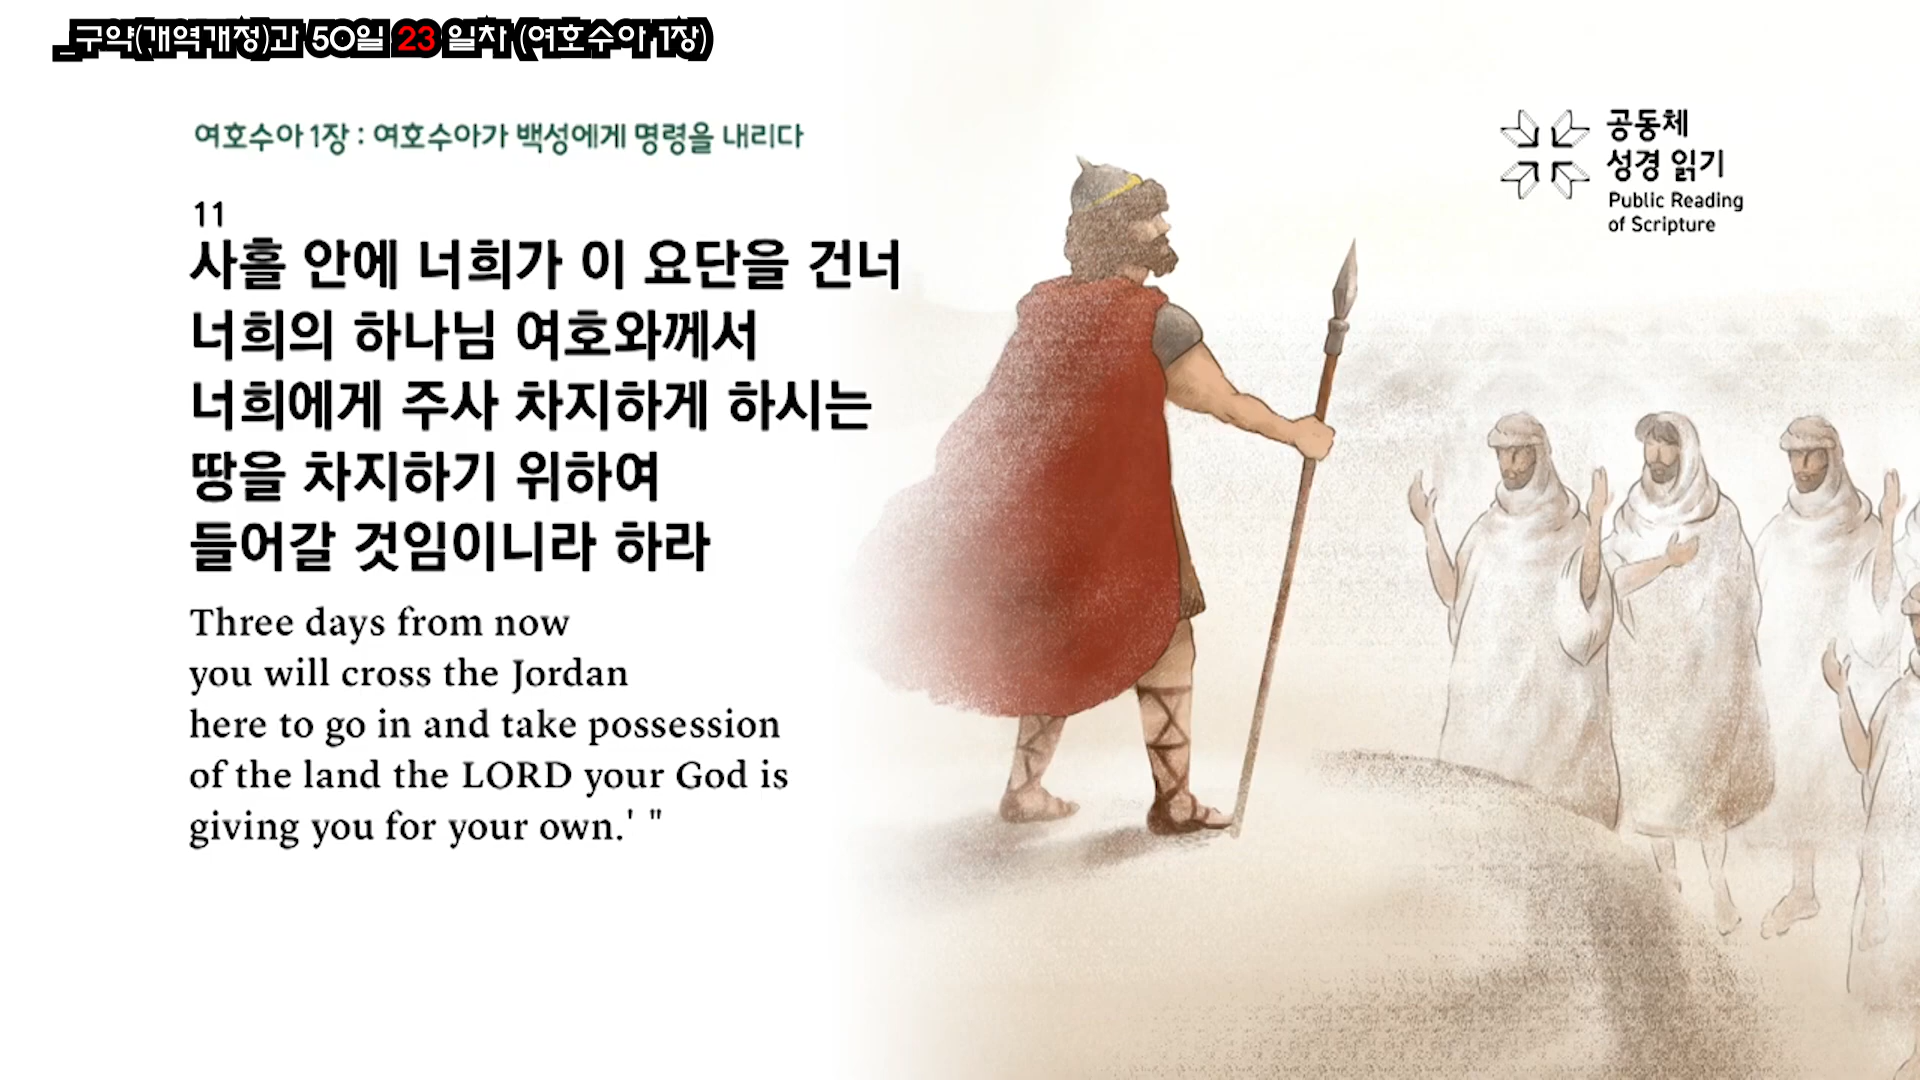 _구약(개역개정)과 50일 23 일차 (여호수아 1장)
여호수아 1장 : 여호수아가 백성에게 명령을 내리다
공동체
성경 읽기
Public Reading
of Scripture
11
사흘 안에 너희가 이 요단을 건너
너희의 하나님 여호와께서
너희에게 주사 차지하게 하시는
땅을 차지하기 위하여
들어갈 것임이니라 하라
Three days from now
you will cross the Jordan
here to go in and take possession
of the land the LORD your God is
giving you for your own.' "